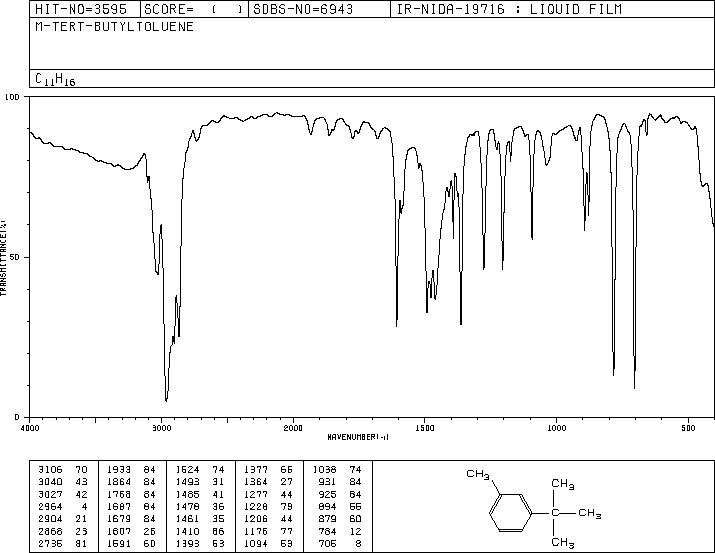 HIT-NO=3595 SCORE= ( ) SDBS-NO=6943 IR-NIDA-19716 : LIQUID FILM
M-TERT-BUTYLTOLUENE
C11H16
100
50
0
TRANSMITTANCE(%)
4000 3000 2000 1500 1000 500
WAVENUMBER(-1)
3106 70 1933 84 1524 74 1377 66 1038 74
3040 43 1864 84 1493 31 1364 27 931 84
3027 42 1768 84 1485 41 1277 44 925 84
2964 4 1687 84 1478 36 1228 79 894 55
2904 21 1679 84 1461 35 1206 44 879 60
2868 23 1607 26 1410 66 1176 77 784 12
2735 81 1591 60 1393 53 1094 53 705 8
CH3
CH3
CH3
C
CH3